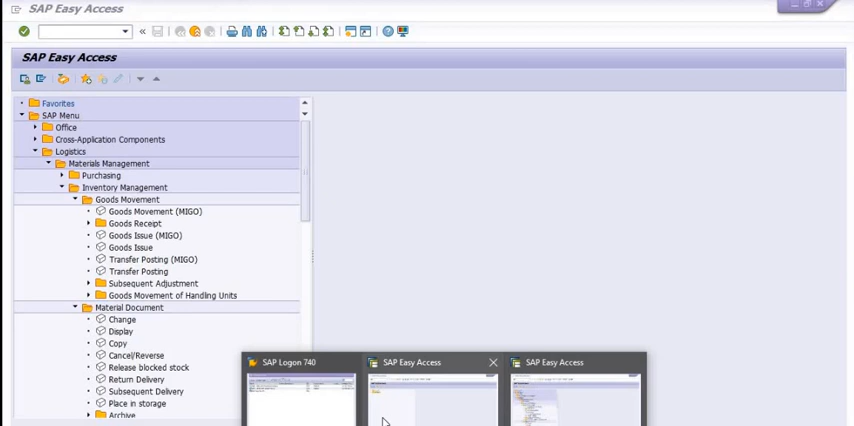 SAP Easy Access
SAP Easy Access
Favorites
SAP Menu
Office
Cross-Application Components
Logistics
Materials Management
Purchasing
Inventory Management
Goods Movement
Goods Movement (MIGO)
Goods Receipt
Goods Issue (MIGO)
Goods Issue
Transfer Posting (MIGO)
Transfer Posting
Subsequent Adjustment
Goods Movement of Handling Units
Material Document
Change
Display
Copy
Cancel/Reverse
Release blocked stock
Return Delivery
Subsequent Delivery
Place in storage
Archive
SAP Logon 740
SAP Easy Access
SAP Easy Access